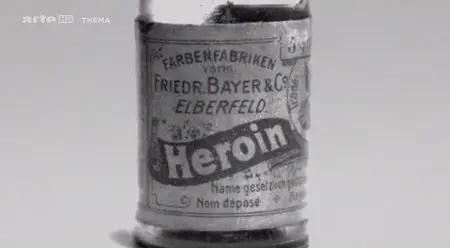 arte HD THEMA
FARBENFABRIKEN
vorm.
FRIEDR. BAYER & Co.
ELBERFELD.
Heroin
Name gesetzlich
Nom déposé